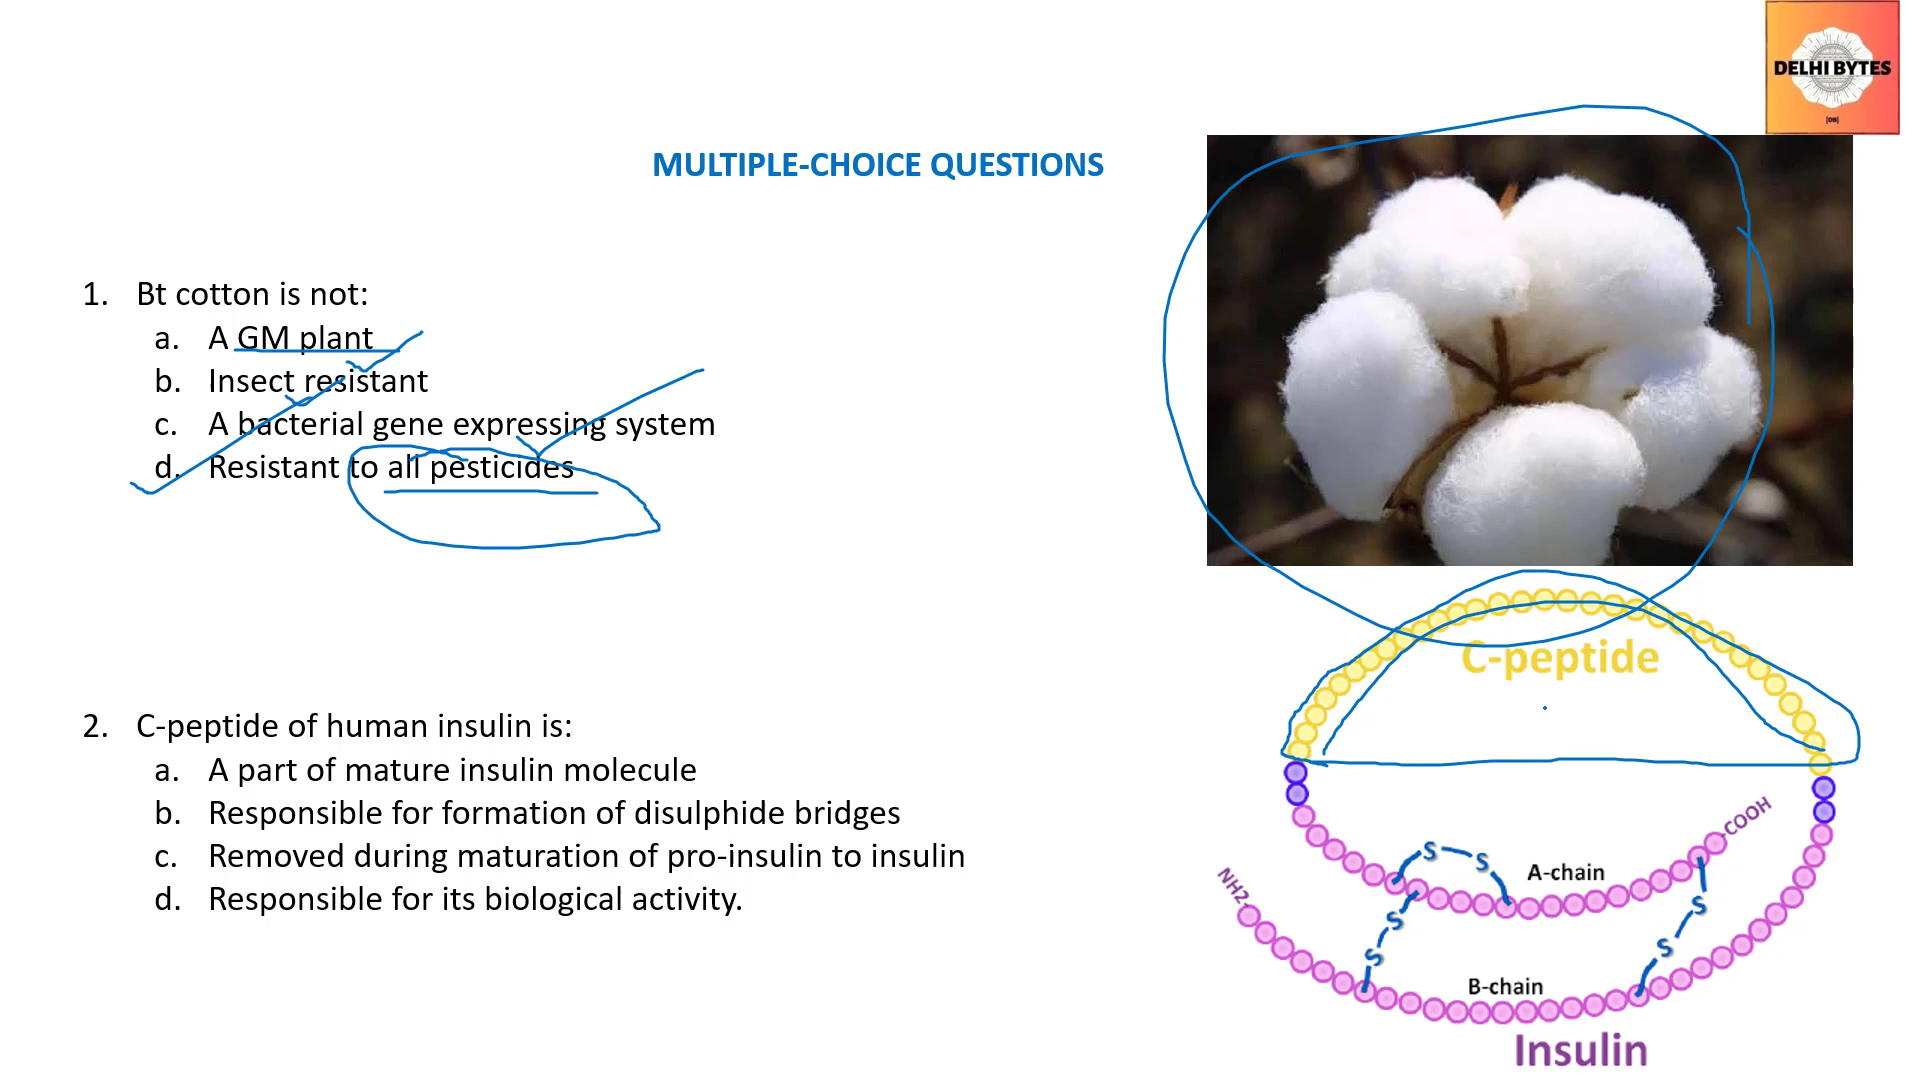 DELHI BYTES
[DB]
MULTIPLE-CHOICE QUESTIONS
1. Bt cotton is not:
a. A GM plant
b. Insect resistant
c. A bacterial gene expressing system
d. Resistant to all pesticides
2. C-peptide of human insulin is:
a. A part of mature insulin molecule
b. Responsible for formation of disulphide bridges
c. Removed during maturation of pro-insulin to insulin
d. Responsible for its biological activity.
C-peptide
-COOH
S S
A-chain
NH2-
S S
S S
B-chain
Insulin